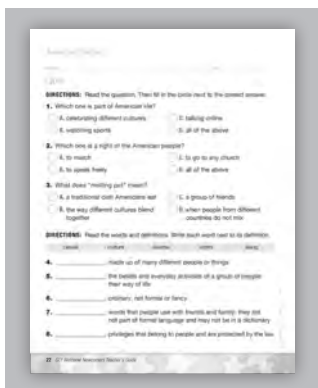 DIRECTIONS: Read the question. Then fill in the circle next to the correct answer.
1. Which one is part of American life?
A. celebrating different cultures C. talking online
B. watching sports D. all of the above
2. Which one is a right of the American people?
A. to march C. to go to any church
B. to speak freely D. all of the above
3. What does "melting pot" mean?
A. a traditional dish Americans eat C. a group of friends
B. the way different cultures blend together D. when people from different countries do not mix
DIRECTIONS: Read the words and definitions. Write each word next to its definition.
casual culture diverse rights slang
4. made up of many different people or things
5. the beliefs and everyday activities of a group of people; their way of life
6. ordinary; not formal or fancy
7. words that people use with friends and family; they are not part of formal language and may not be in a dictionary
8. privileges that belong to people and are protected by the law